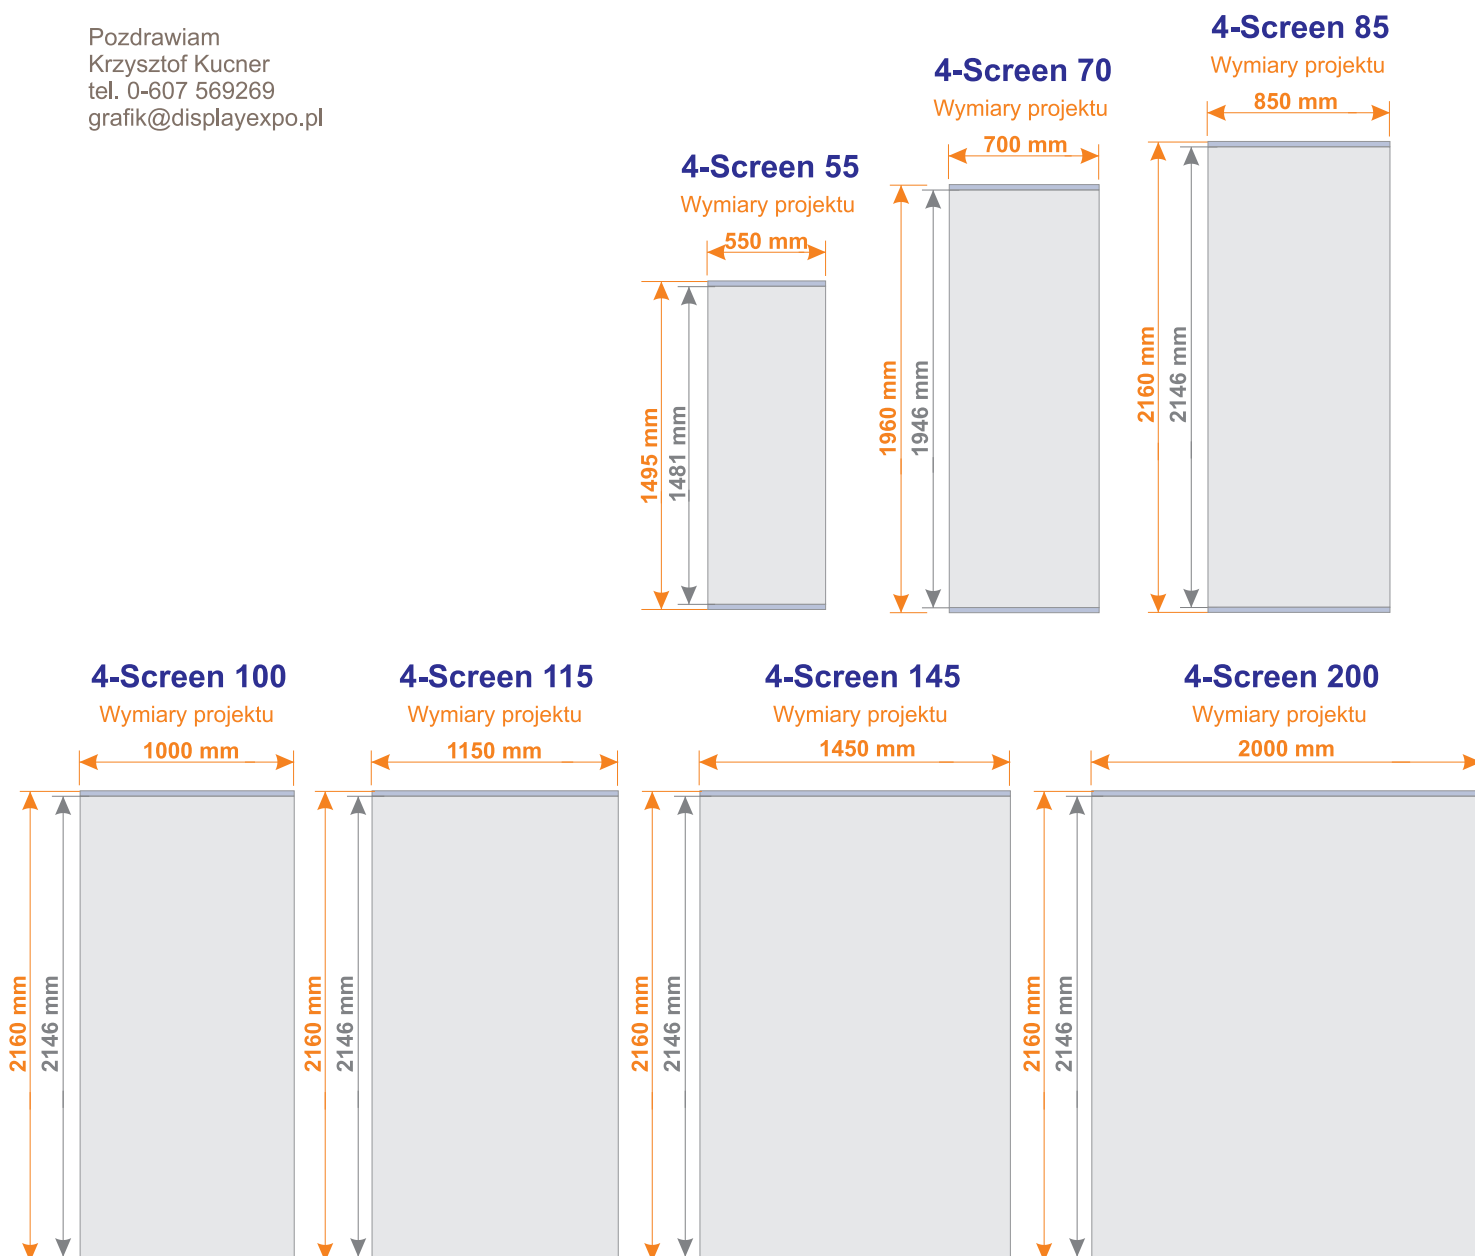 Pozdrawiam
Krzysztof Kucner
tel. 0-607 569269
grafik@displayexpo.pl
4-Screen 55
Wymiary projektu
550 mm
1495 mm
1481 mm
4-Screen 70
Wymiary projektu
700 mm
1960 mm
1946 mm
4-Screen 85
Wymiary projektu
850 mm
2160 mm
2146 mm
4-Screen 100
Wymiary projektu
1000 mm
2160 mm
2146 mm
4-Screen 115
Wymiary projektu
1150 mm
2160 mm
2146 mm
4-Screen 145
Wymiary projektu
1450 mm
2160 mm
2146 mm
4-Screen 200
Wymiary projektu
2000 mm
2160 mm
2146 mm